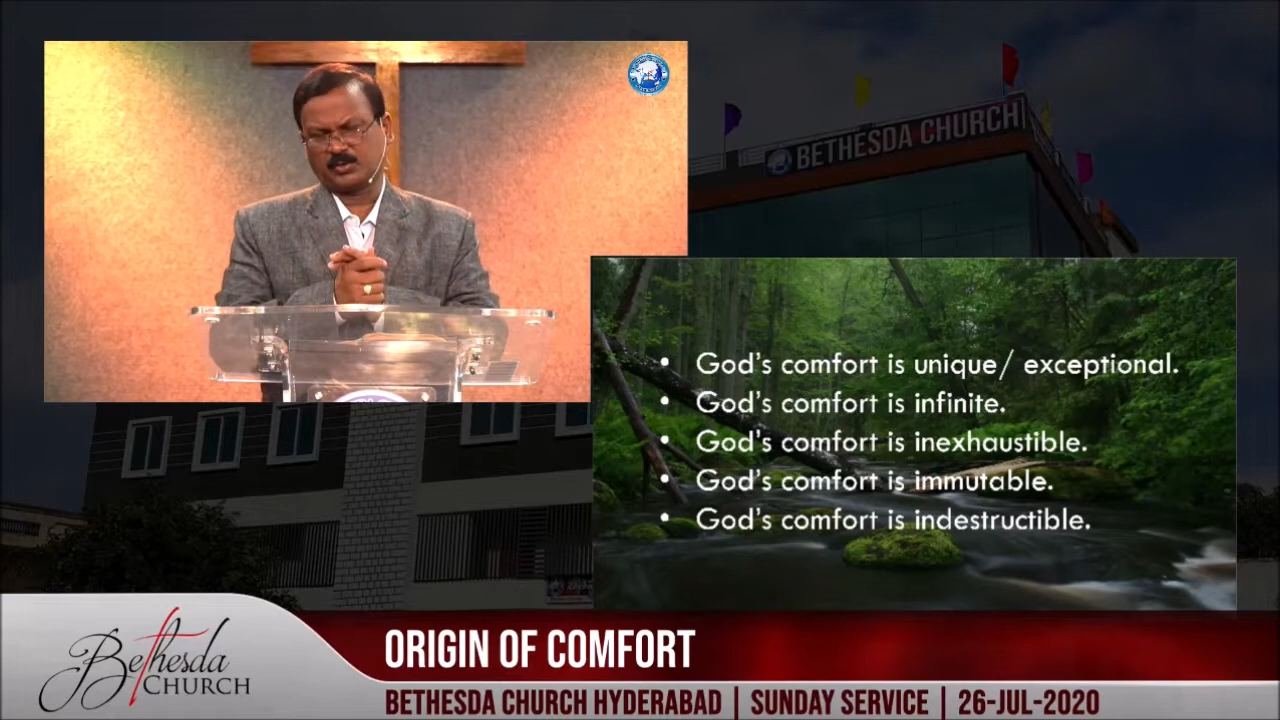 BETHESDA CHURCH
• God's comfort is unique/ exceptional.
• God's comfort is infinite.
• God's comfort is inexhaustible.
• God's comfort is immutable.
• God's comfort is indestructible.
Bethesda
CHURCH
ORIGIN OF COMFORT
BETHESDA CHURCH HYDERABAD | SUNDAY SERVICE | 26-JUL-2020